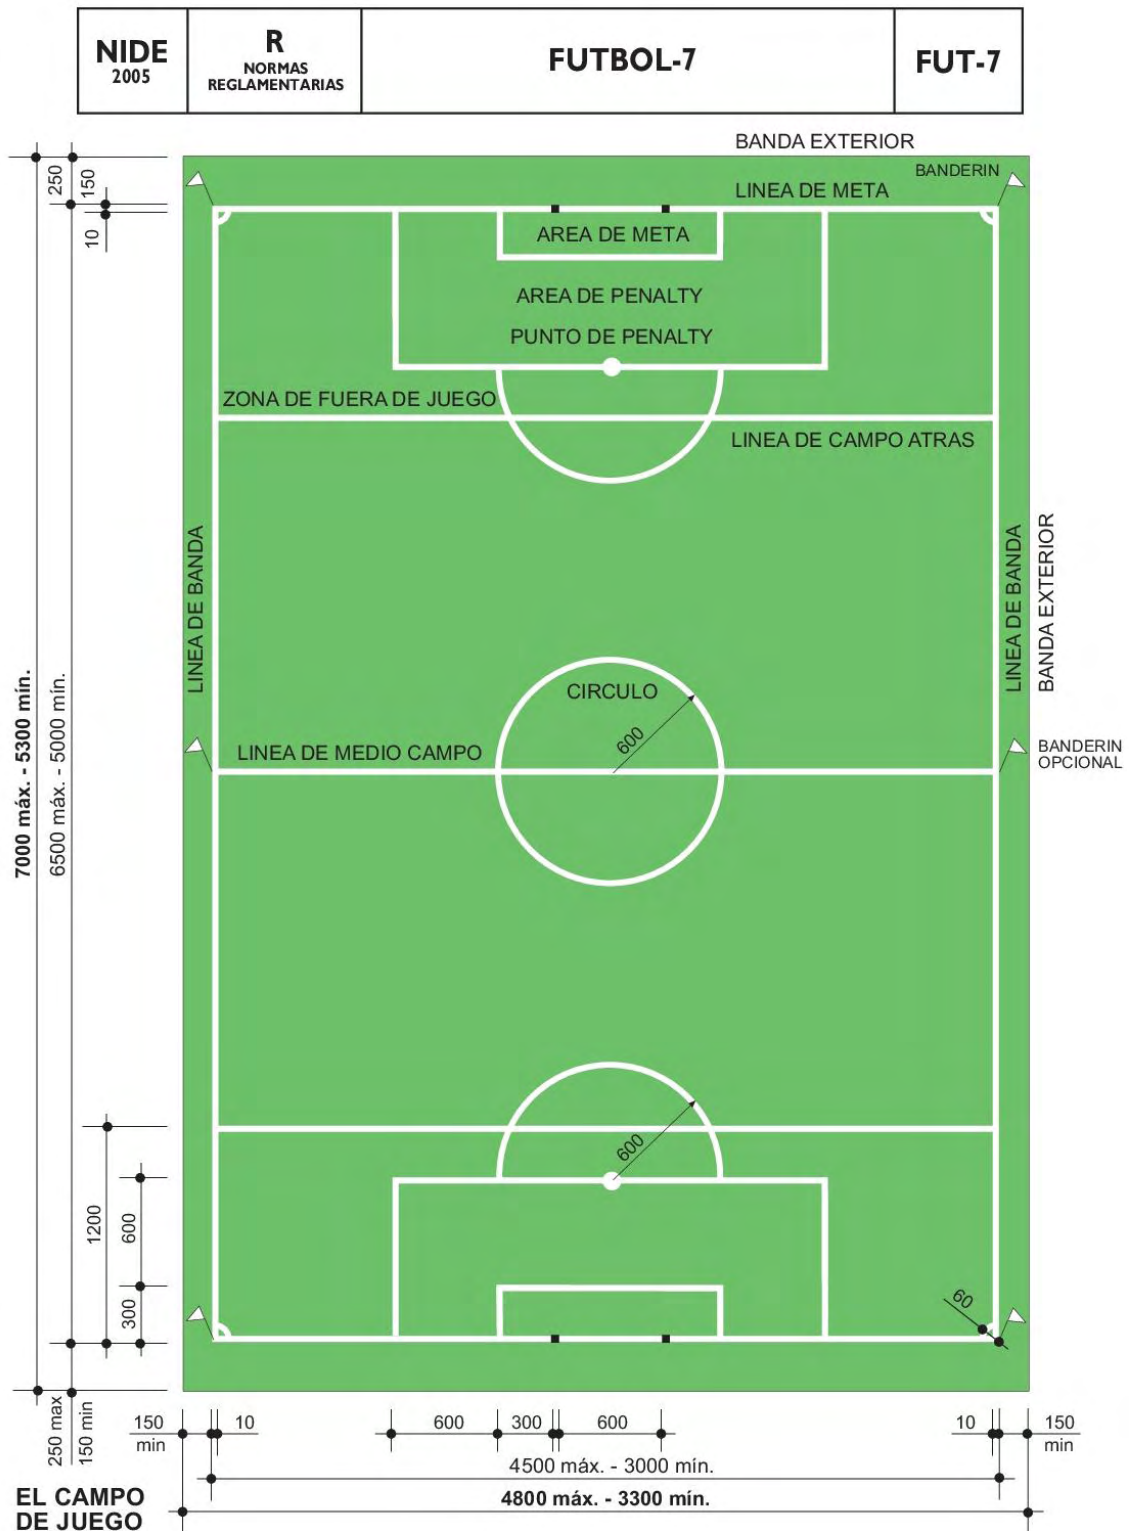 NIDE
2005
R
NORMAS
REGLAMENTARIAS
FUTBOL-7
FUT-7
BANDA EXTERIOR
BANDERIN
LINEA DE META
250
150
10
AREA DE META
AREA DE PENALTY
PUNTO DE PENALTY
ZONA DE FUERA DE JUEGO
LINEA DE CAMPO ATRAS
LINEA DE BANDA
LINEA DE BANDA
BANDA EXTERIOR
7000 máx. - 5300 mín.
6500 máx. - 5000 mín.
CIRCULO
600
LINEA DE MEDIO CAMPO
BANDERIN
OPCIONAL
600
1200
600
300
60
250 max
150 min
150
min
10
600
300
600
10
150
min
4500 máx. - 3000 mín.
4800 máx. - 3300 mín.
EL CAMPO
DE JUEGO